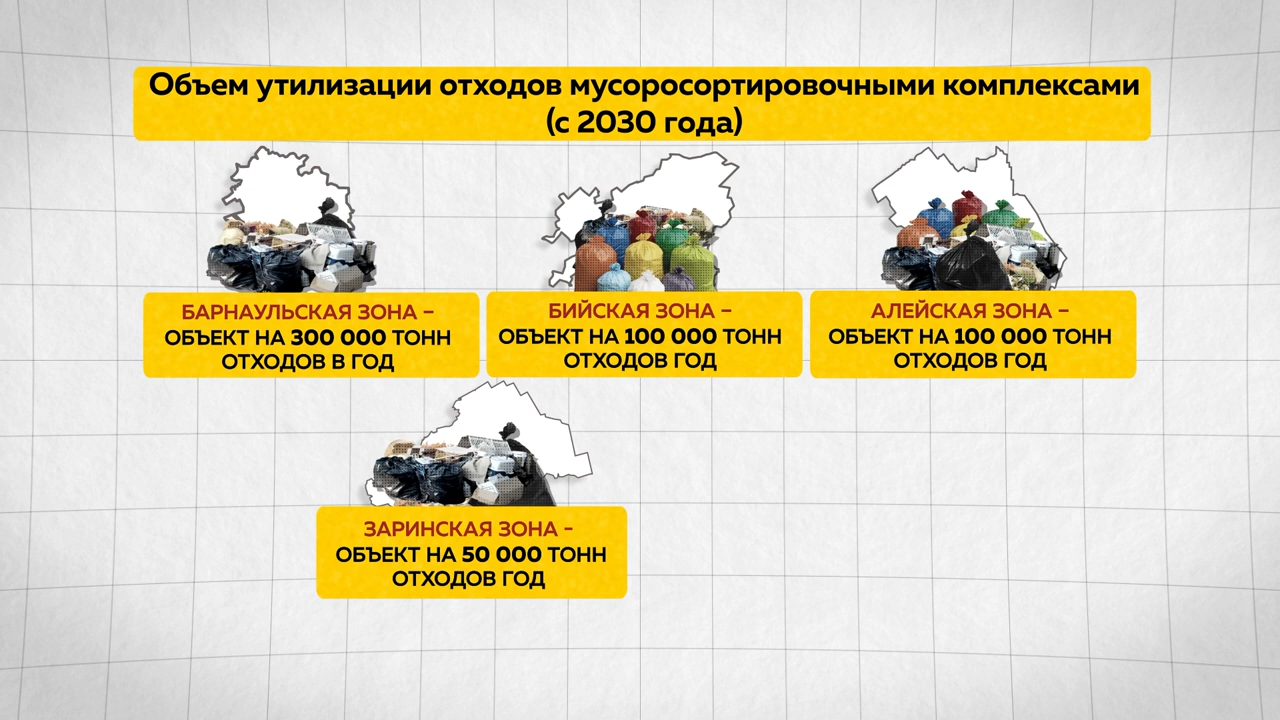 Объем утилизации отходов мусоросортировочными комплексами
(с 2030 года)
БАРНАУЛЬСКАЯ ЗОНА –
ОБЪЕКТ НА 300 000 ТОНН
ОТХОДОВ В ГОД
БИЙСКАЯ ЗОНА –
ОБЪЕКТ НА 100 000 ТОНН
ОТХОДОВ ГОД
АЛЕЙСКАЯ ЗОНА –
ОБЪЕКТ НА 100 000 ТОНН
ОТХОДОВ ГОД
ЗАРИНСКАЯ ЗОНА -
ОБЪЕКТ НА 50 000 ТОНН
ОТХОДОВ ГОД